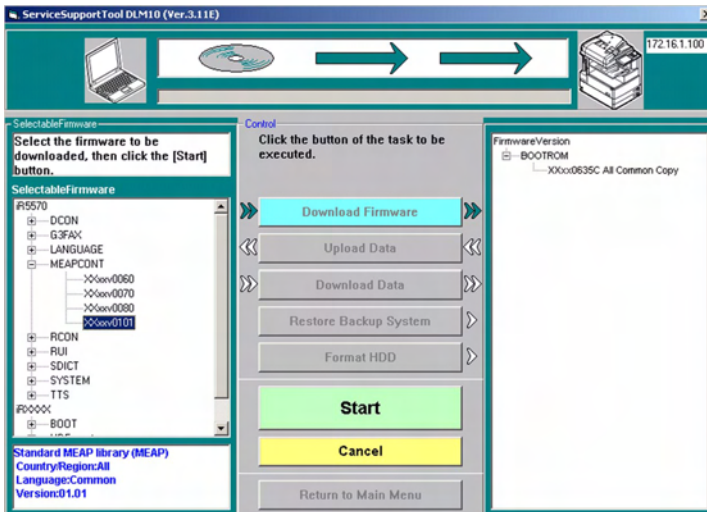 ServiceSupportTool DLM10 (Ver.3.11E)
172.16.1.100
SelectableFirmware
Select the firmware to be
downloaded, then click the [Start]
button.
SelectableFirmware
iR5570
DCON
G3FAX
LANGUAGE
MEAPCONT
XXxxv0060
XXxxv0070
XXxxv0080
XXxxv0101
RCON
RUI
SDICT
SYSTEM
TTS
iRXXXX
BOOT
Standard MEAP library (MEAP)
Country/Region:All
Language:Common
Version:01.01
Control
Click the button of the task to be
executed.
Download Firmware
Upload Data
Download Data
Restore Backup System
Format HDD
Start
Cancel
Return to Main Menu
FirmwareVersion
BOOTROM
XXxx0635C All Common Copy